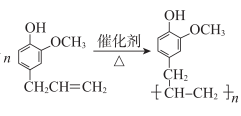 OH
OCH₃
n
CH₂CH=CH₂
催化剂
△
OH
OCH₃
CH₂
[CH-CH₂]n